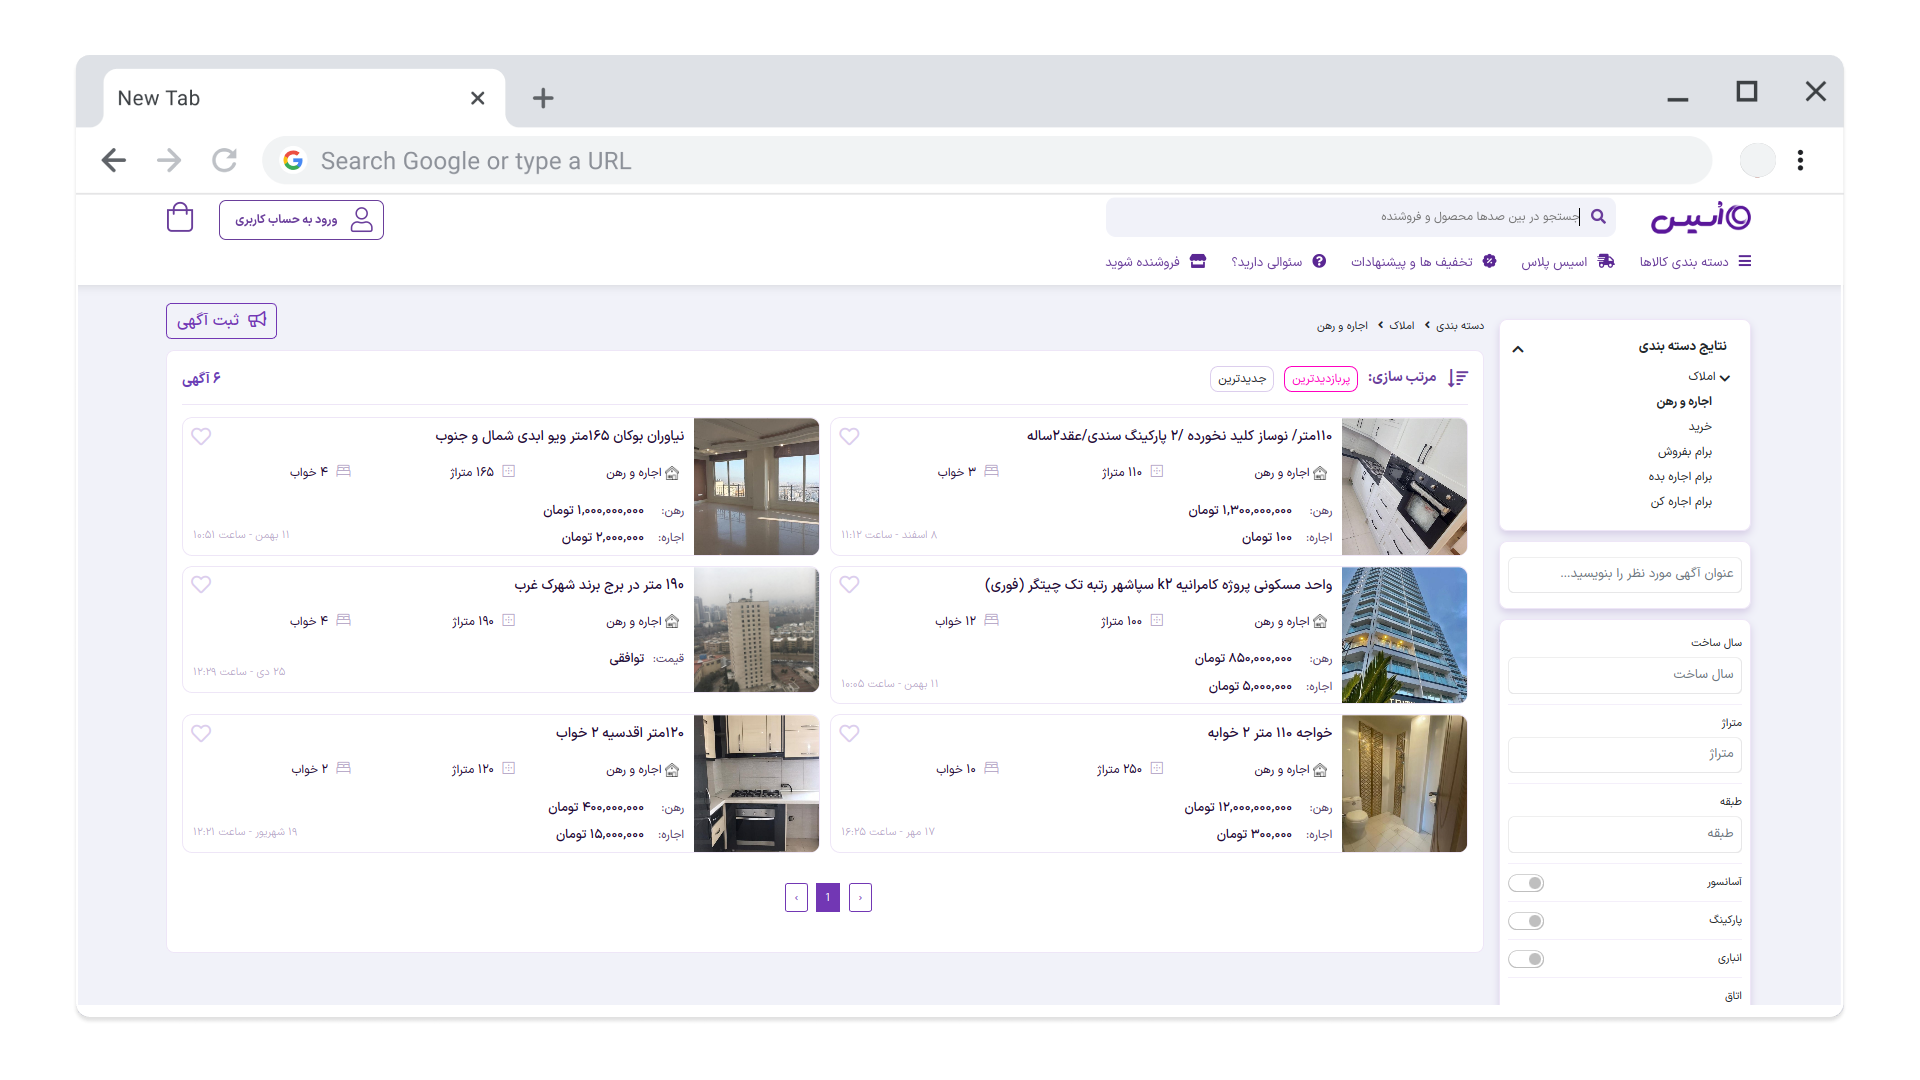 New Tab
Search Google or type a URL
اُسیس
جستجو در بین صدها محصول و فروشنده
ورود به حساب کاربری
دسته بندی کالاها
اسیس پلاس
تخفیف ها و پیشنهادات
سئوالی دارید؟
فروشنده شوید
ثبت آگهی
دسته بندی
املاک
اجاره و رهن
نتایج دسته بندی
املاک
اجاره و رهن
خرید
برام بفروش
برام اجاره بده
برام اجاره کن
عنوان آگهی مورد نظر را بنویسید...
سال ساخت
سال ساخت
متراژ
متراژ
طبقه
طبقه
آسانسور
پارکینگ
انباری
اتاق
مرتب سازی:
پربازدیدترین
جدیدترین
۶ آگهی
۱۱۰متر/ نوساز کلید نخورده /۲ پارکینگ سندی/عقد۲ساله
اجاره و رهن
۱۱۰ متراژ
۳ خواب
رهن: ۱,۳۰۰,۰۰۰,۰۰۰ تومان
اجاره: ۱۰۰ تومان
۸ اسفند - ساعت ۱۱:۱۲
نیاوران بوکان ۱۶۵متر ویو ابدی شمال و جنوب
اجاره و رهن
۱۶۵ متراژ
۴ خواب
رهن: ۱,۰۰۰,۰۰۰,۰۰۰ تومان
اجاره: ۲,۰۰۰,۰۰۰ تومان
۱۱ بهمن - ساعت ۱۰:۵۱
واحد مسکونی پروژه کامرانیه k۲ سپاشهر رتبه تک چیتگر (فوری)
اجاره و رهن
۱۰۰ متراژ
۱۲ خواب
رهن: ۸۵۰,۰۰۰,۰۰۰ تومان
اجاره: ۵,۰۰۰,۰۰۰ تومان
۱۱ بهمن - ساعت ۱۰:۰۵
۱۹۰ متر در برج برند شهرک غرب
اجاره و رهن
۱۹۰ متراژ
۴ خواب
قیمت: توافقی
۲۵ دی - ساعت ۱۲:۲۹
خواجه ۱۱۰ متر ۲ خوابه
اجاره و رهن
۲۵۰ متراژ
۱۰ خواب
رهن: ۱۲,۰۰۰,۰۰۰,۰۰۰ تومان
اجاره: ۳۰۰,۰۰۰ تومان
۱۷ مهر - ساعت ۱۶:۲۵
۱۲۰متر اقدسیه ۲ خواب
اجاره و رهن
۱۲۰ متراژ
۲ خواب
رهن: ۴۰۰,۰۰۰,۰۰۰ تومان
اجاره: ۱۵,۰۰۰,۰۰۰ تومان
۱۹ شهریور - ساعت ۱۲:۲۱
‹ ۱ ›